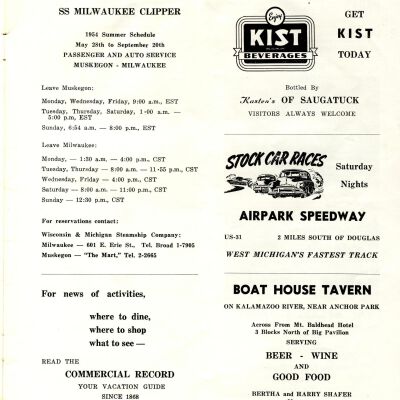 SS MILWAUKEE CLIPPER
1954 Summer Schedule
May 28th to September 20th
PASSENGER AND AUTO SERVICE
MUSKEGON - MILWAUKEE
Leave Muskegon:
Monday, Wednesday, Friday, 9:00 a.m., EST
Tuesday, Thursday, Saturday, 1:00 a.m. —
5:00 p.m, EST
Sunday, 6:54 a.m. — 8:00 p.m., EST
Leave Milwaukee:
Monday, — 1:30 a.m. — 4:00 p.m., CST
Tuesday, Thursday — 8:00 a.m. — 11:55 p.m., CST
Wednesday, Friday — 4:00 p.m., CST
Saturday — 8:00 a.m. — 11:00 p.m., CST
Sunday — 12:30 p.m., CST
For reservations contact:
Wisconsin & Michigan Steamship Company:
Milwaukee — 601 E. Erie St., Tel. Broad 1-7905
Muskegon — "The Mart," Tel. 2-2665
For news of activities,
where to dine,
where to shop
what to see —
READ THE
COMMERCIAL RECORD
YOUR VACATION GUIDE
SINCE 1868
Enjoy
KIST
BEVERAGES
GET
KIST
TODAY
Bottled By
Kasten's OF SAUGATUCK
VISITORS ALWAYS WELCOME
STOCK CAR RACES
Saturday
Nights
AIRPARK SPEEDWAY
US-31 2 MILES SOUTH OF DOUGLAS
WEST MICHIGAN'S FASTEST TRACK
BOAT HOUSE TAVERN
ON KALAMAZOO RIVER, NEAR ANCHOR PARK
Across From Mt. Baldhead Hotel
3 Blocks North of Big Pavilion
SERVING
BEER - WINE
AND
GOOD FOOD
BERTHA and HARRY SHAFER